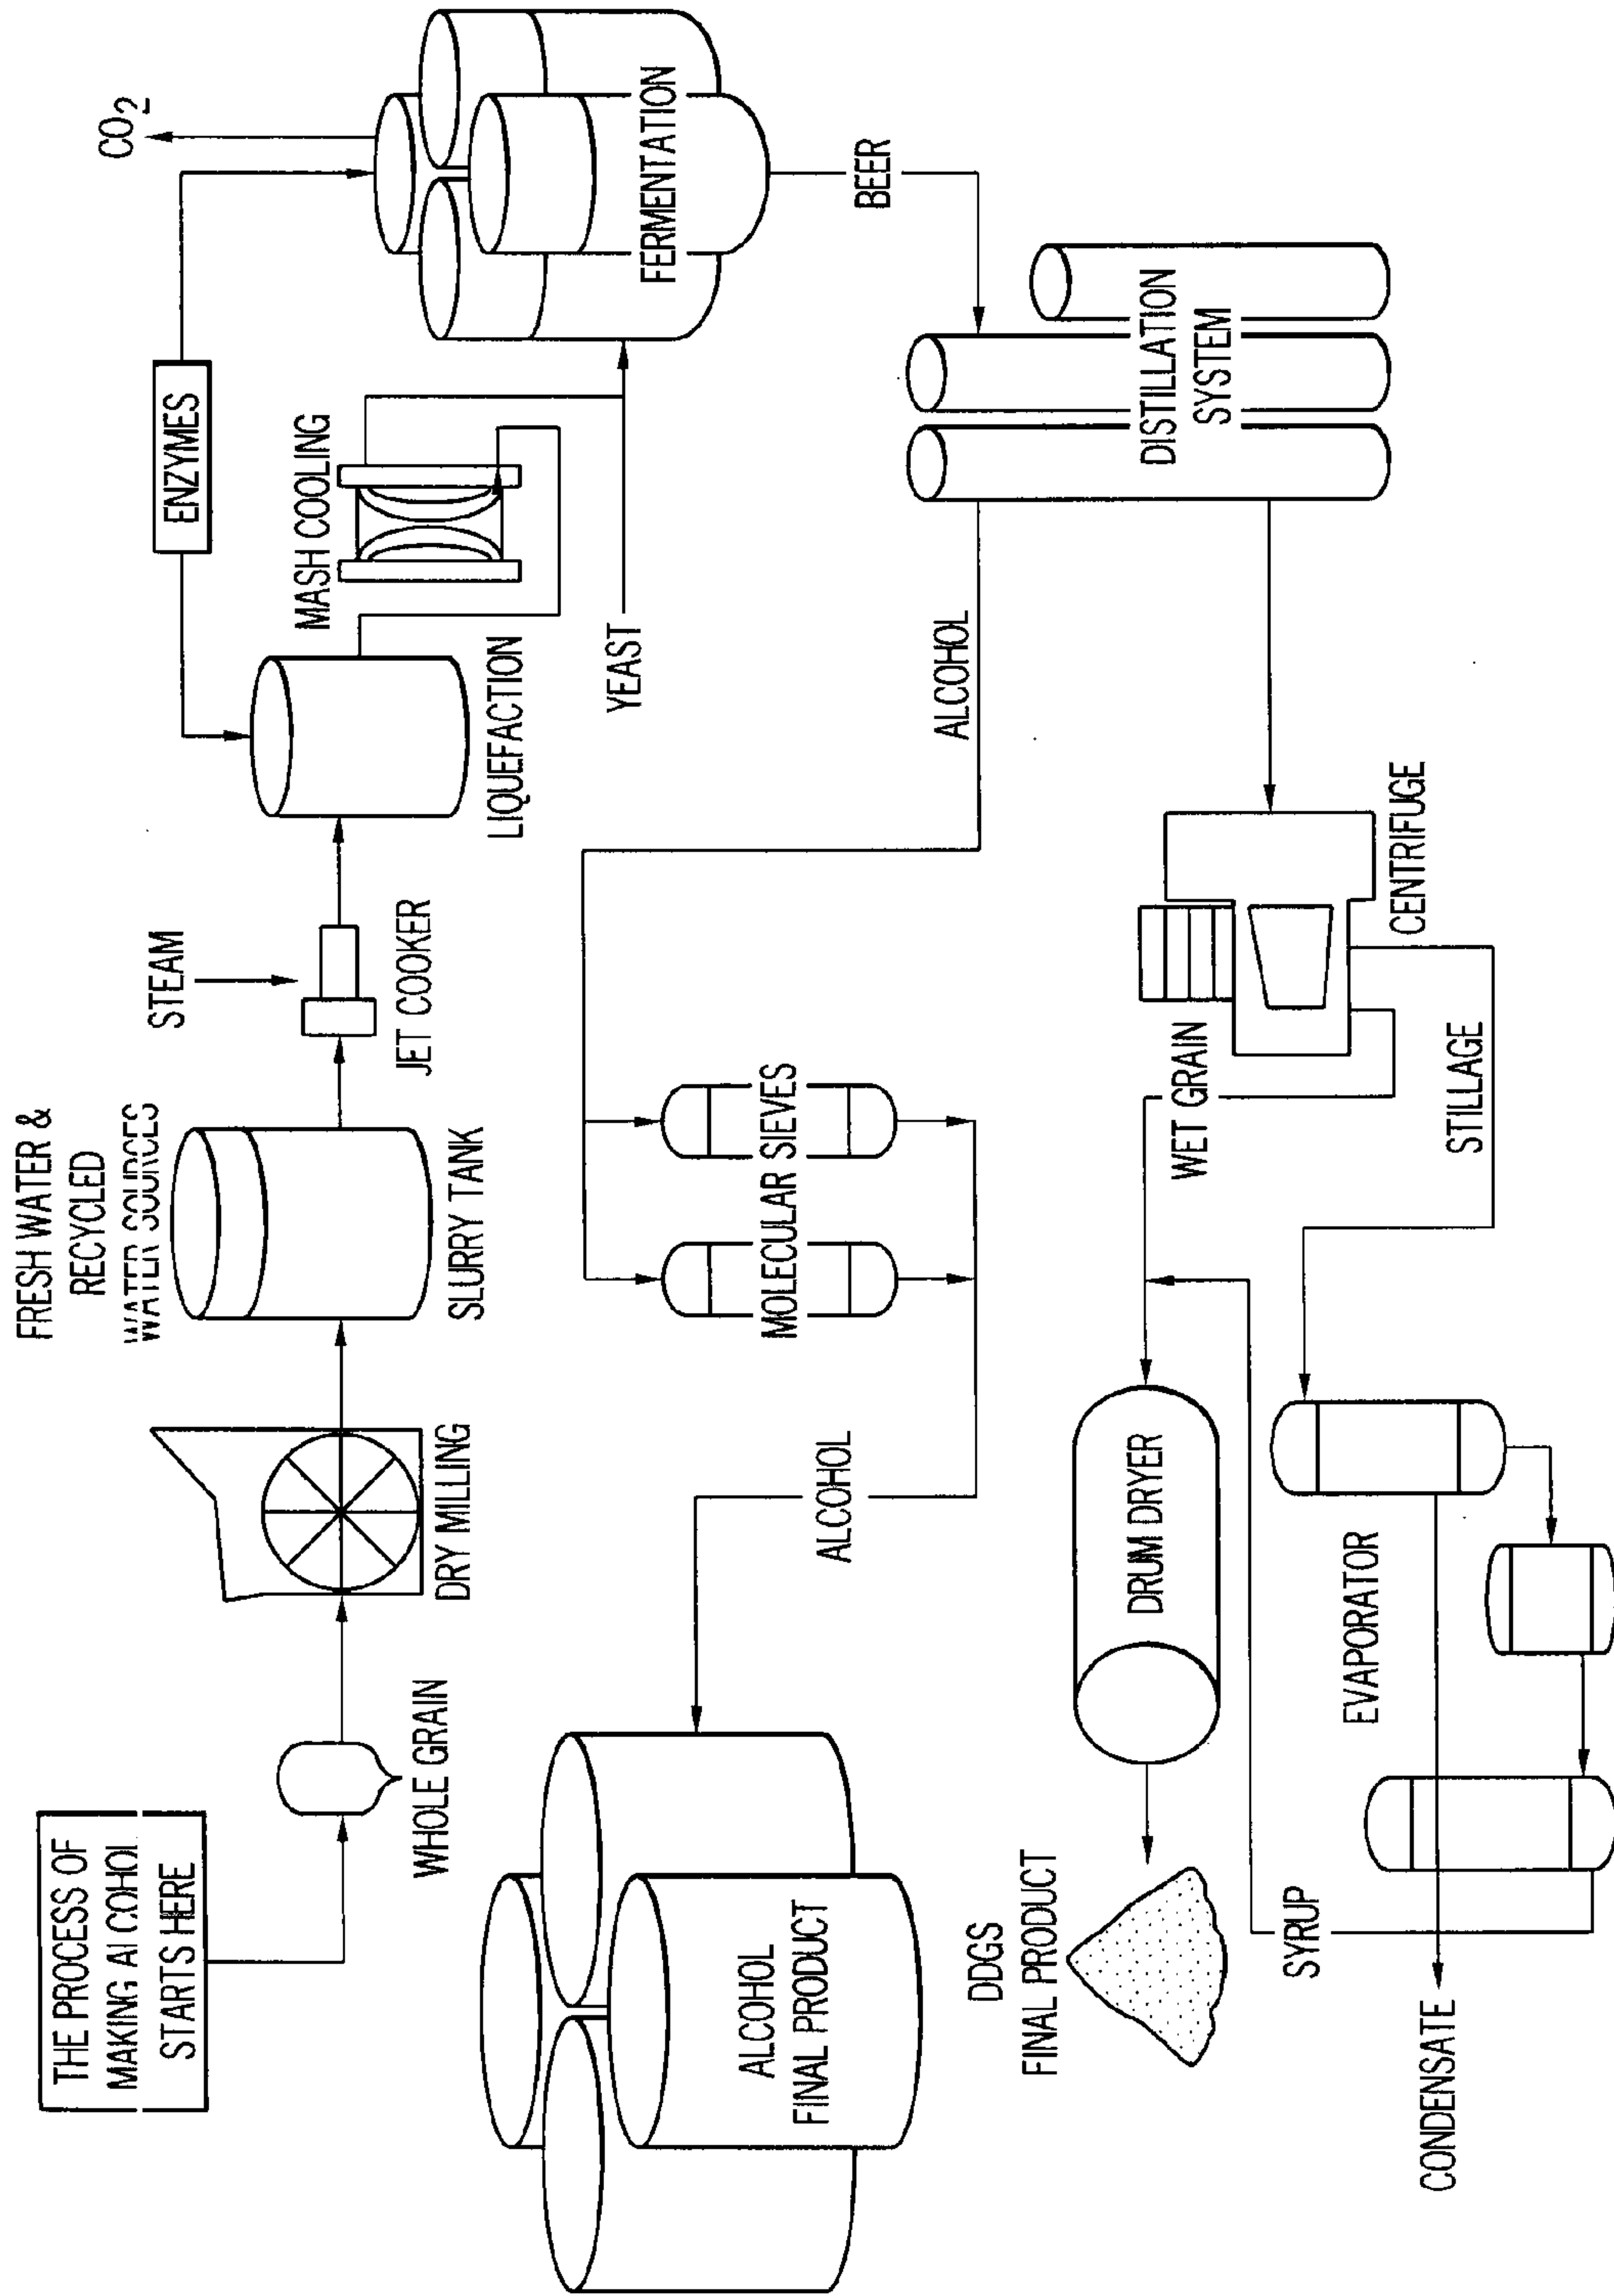 THE PROCESS OF
MAKING ALCOHOL
STARTS HERE
WHOLE GRAIN
DRY MILLING
FRESH WATER &
RECYCLED
WATER SOURCES
SLURRY TANK
STEAM
JET COOKER
LIQUEFACTION
ENZYMES
MASH COOLING
YEAST
CO2
FERMENTATION
BEER
DISTILLATION
SYSTEM
ALCOHOL
MOLECULAR SIEVES
ALCOHOL
ALCOHOL
FINAL PRODUCT
CENTRIFUGE
WET GRAIN
STILLAGE
DRUM DRYER
DDGS
FINAL PRODUCT
EVAPORATOR
SYRUP
CONDENSATE